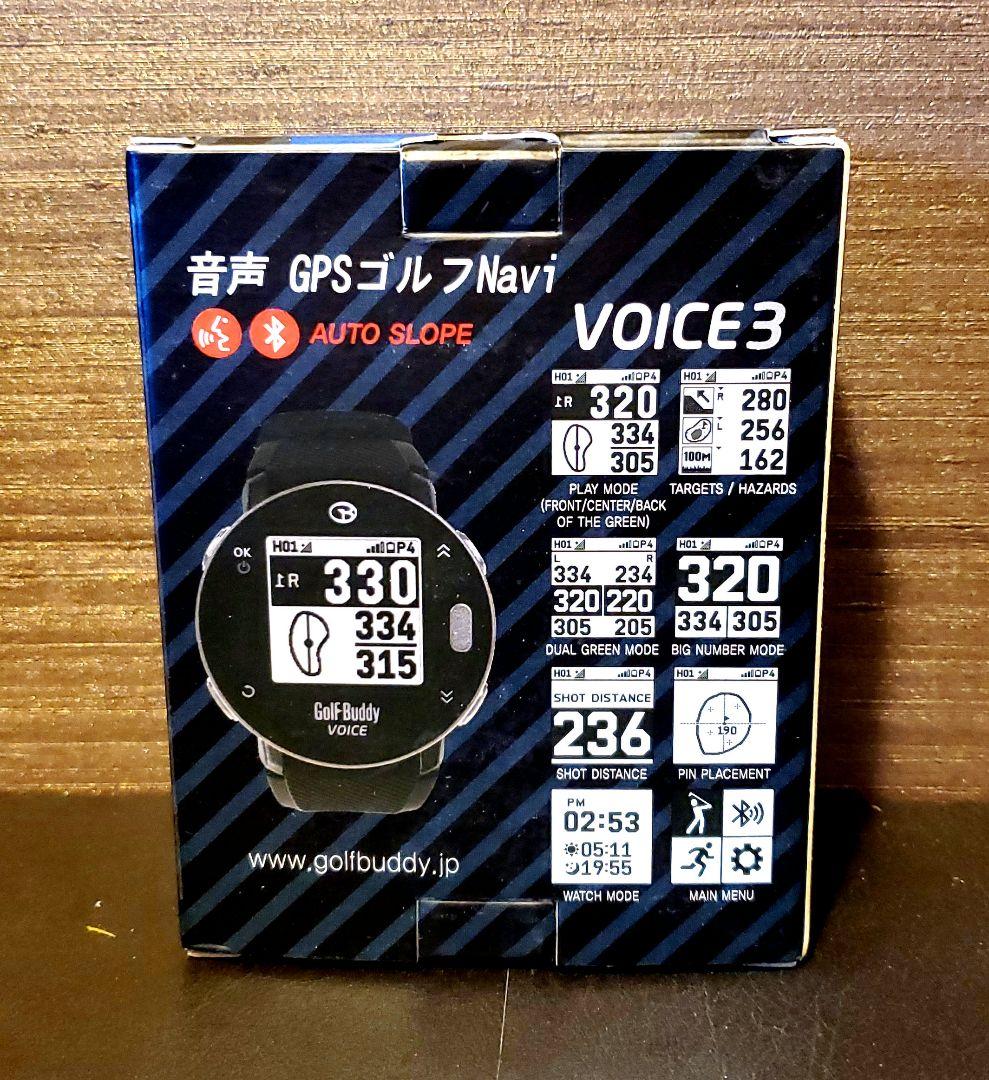 音声 GPSゴルフNavi
AUTO SLOPE
VOICE3
H01 P4
R 320
334
305
PLAY MODE
(FRONT/CENTER/BACK
OF THE GREEN)
H01 P4
R 280
L 256
100M 162
TARGETS / HAZARDS
H01 P4
L R
334 234
320 220
305 205
DUAL GREEN MODE
H01 P4
320
334 305
BIG NUMBER MODE
H01 P4
SHOT DISTANCE
236
SHOT DISTANCE
H01 P4
190
PIN PLACEMENT
PM
02:53
05:11
19:55
WATCH MODE
MAIN MENU
OK
H01 P4
R 330
334
315
GolfBuddy
VOICE
www.golfbuddy.jp